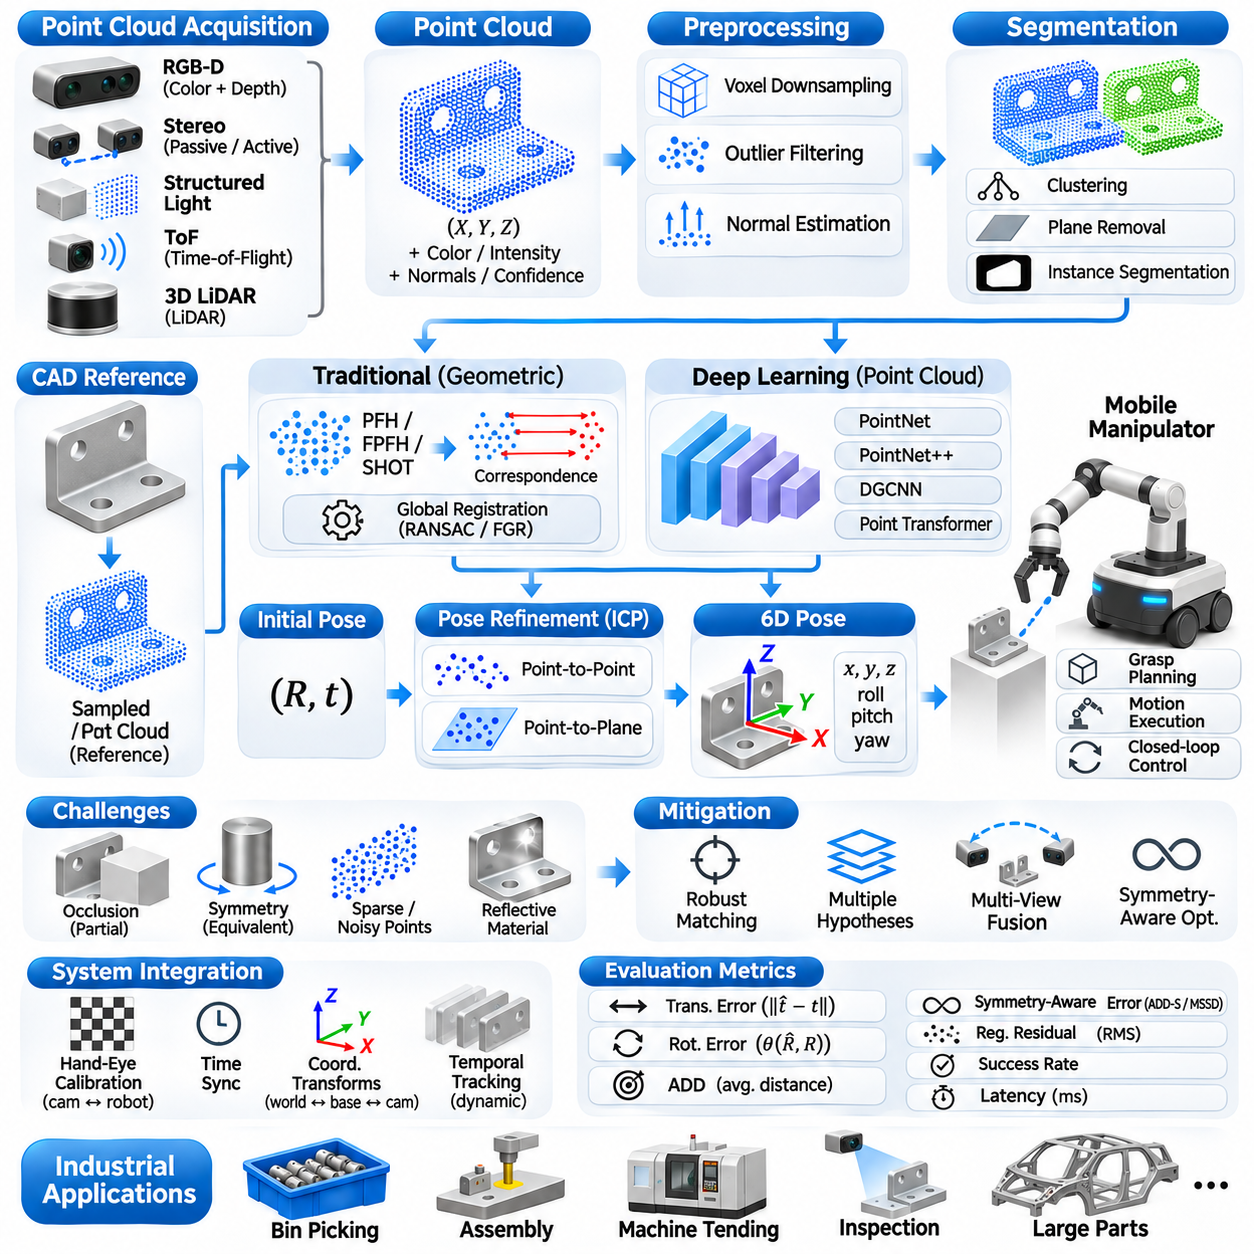 Point Cloud Acquisition
RGB-D
(Color + Depth)
Stereo
(Passive / Active)
Structured
Light
ToF
(Time-of-Flight)
3D LiDAR
(LiDAR)
Point Cloud
(X, Y, Z)
+ Color / Intensity
+ Normals / Confidence
Preprocessing
Voxel Downsampling
Outlier Filtering
Normal Estimation
Segmentation
Clustering
Plane Removal
Instance Segmentation
CAD Reference
Sampled
/Pɑt Cloud
(Reference)
Traditional (Geometric)
PFH /
FPFH /
SHOT
Correspondence
Global Registration
(RANSAC / FGR)
Deep Learning (Point Cloud)
PointNet
PointNet++
DGCNN
Point Transformer
Mobile
Manipulator
Initial Pose
(R, t)
Pose Refinement (ICP)
Point-to-Point
Point-to-Plane
6D Pose
Z
Y
X
x, y, z
roll
pitch
yaw
Grasp
Planning
Motion
Execution
Closed-loop
Control
Challenges
Occlusion
(Partial)
Symmetry
(Equivalent)
Sparse /
Noisy Points
Reflective
Material
Mitigation
Robust
Matching
Multiple
Hypotheses
Multi-View
Fusion
Symmetry-
Aware Opt.
System Integration
Hand-Eye
Calibration
(cam ↔ robot)
Time
Sync
Z
Y
X
Coord.
Transforms
(world ↔ base ↔ cam)
Temporal
Tracking
(dynamic)
Evaluation Metrics
Trans. Error (‖t̂ − t‖)
Rot. Error (θ(R̂, R))
ADD (avg. distance)
Symmetry-Aware Error (ADD-S / MSSD)
Reg. Residual (RMS)
Success Rate
Latency (ms)
Industrial
Applications
Bin Picking
Assembly
Machine Tending
Inspection
Large Parts
•••